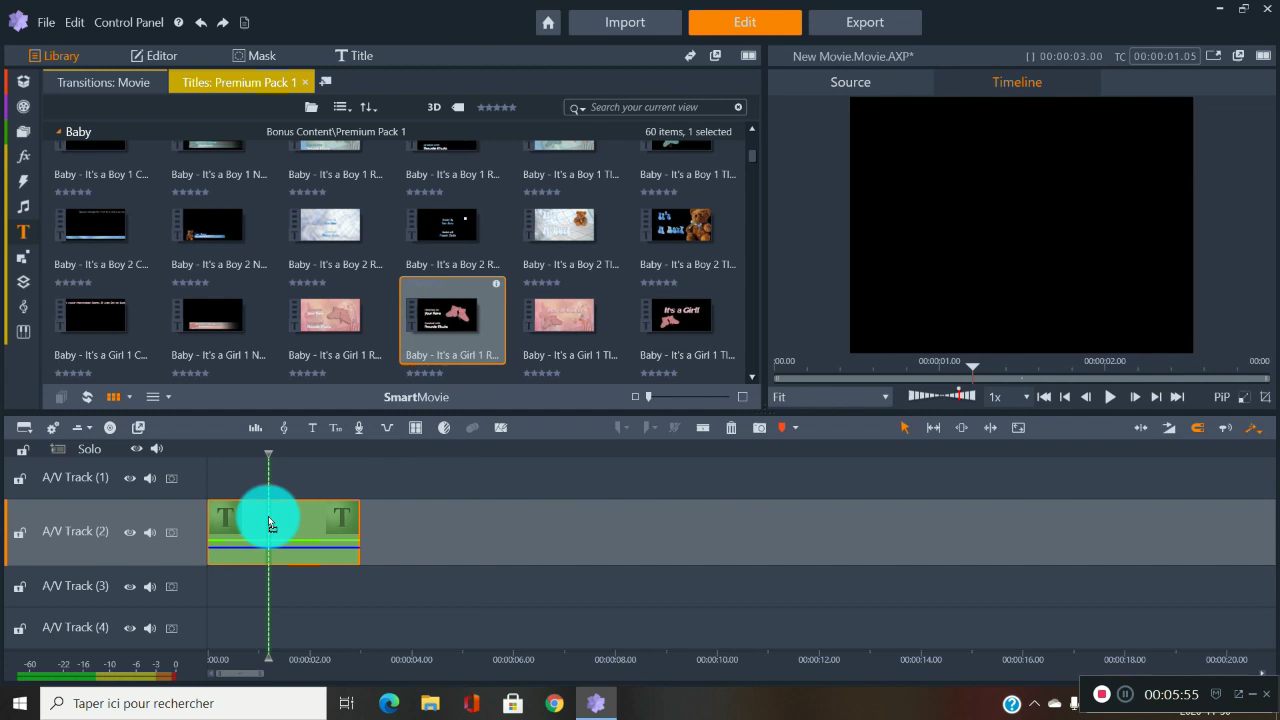 File Edit Control Panel
Import Edit Export
Library Editor Mask Title
New Movie.Movie.AXP* [] 00:00:03.00 TC 00:00:01.05
Transitions: Movie Titles: Premium Pack 1 ×
Source Timeline
3D Search your current view
Baby Bonus Content\Premium Pack 1 60 items, 1 selected
Baby - It's a Boy 1 C... Baby - It's a Boy 1 N... Baby - It's a Boy 1 R... Baby - It's a Boy 1 R... Baby - It's a Boy 1 TI... Baby - It's a Boy 1 TI...
Baby - It's a Boy 2 C... Baby - It's a Boy 2 N... Baby - It's a Boy 2 R... Baby - It's a Boy 2 R... Baby - It's a Boy 2 TI... Baby - It's a Boy 2 TI...
It's a Girl!
Baby - It's a Girl 1 C... Baby - It's a Girl 1 N... Baby - It's a Girl 1 R... Baby - It's a Girl 1 R... Baby - It's a Girl 1 TI... Baby - It's a Girl 1 TI...
:00.00 00:00:01.00 00:00:02.00 00:00
SmartMovie
Fit 1x PiP
Solo
A/V Track (1)
A/V Track (2)
T T
A/V Track (3)
A/V Track (4)
-60 -22 -16 -10 -6 -3 0
:00.00 00:00:02.00 00:00:04.00 00:00:06.00 00:00:08.00 00:00:10.00 00:00:12.00 00:00:14.00 00:00:16.00 00:00:18.00 00:00:20.00
Taper ici pour rechercher
00:05:55